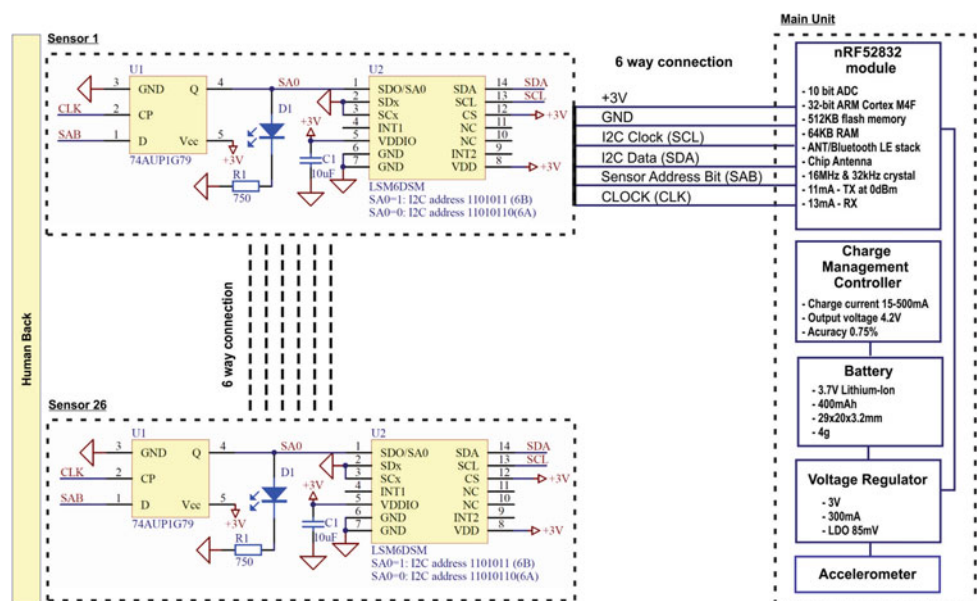 Sensor 1
U1
3 GND Q 4
CLK 2 CP
SAB 1 D Vcc 5
+3V
74AUP1G79
SA0
D1
R1
750
+3V
C1
10uF
U2
1 SDO/SA0 SDA 14 SDA
2 SDx SCL 13 SCL
3 SCx CS 12 +3V
4 INT1 NC 11
5 VDDIO NC 10
6 GND INT2 9
7 GND VDD 8 +3V
LSM6DSM
SA0=1: I2C address 1101011 (6B)
SA0=0: I2C address 11010110(6A)
6 way connection
+3V
GND
I2C Clock (SCL)
I2C Data (SDA)
Sensor Address Bit (SAB)
CLOCK (CLK)
Human Back
6 way connection
Sensor 26
U1
3 GND Q 4
CLK 2 CP
SAB 1 D Vcc 5
+3V
74AUP1G79
SA0
D1
R1
750
+3V
C1
10uF
U2
1 SDO/SA0 SDA 14 SDA
2 SDx SCL 13 SCL
3 SCx CS 12 +3V
4 INT1 NC 11
5 VDDIO NC 10
6 GND INT2 9
7 GND VDD 8 +3V
LSM6DSM
SA0=1: I2C address 1101011 (6B)
SA0=0: I2C address 11010110(6A)
Main Unit
nRF52832
module
- 10 bit ADC
- 32-bit ARM Cortex M4F
- 512KB flash memory
- 64KB RAM
- ANT/Bluetooth LE stack
- Chip Antenna
- 16MHz & 32kHz crystal
- 11mA - TX at 0dBm
- 13mA - RX
Charge
Management
Controller
- Charge current 15-500mA
- Output voltage 4.2V
- Acuracy 0.75%
Battery
- 3.7V Lithium-Ion
- 400mAh
- 29x20x3.2mm
- 4g
Voltage Regulator
- 3V
- 300mA
- LDO 85mV
Accelerometer